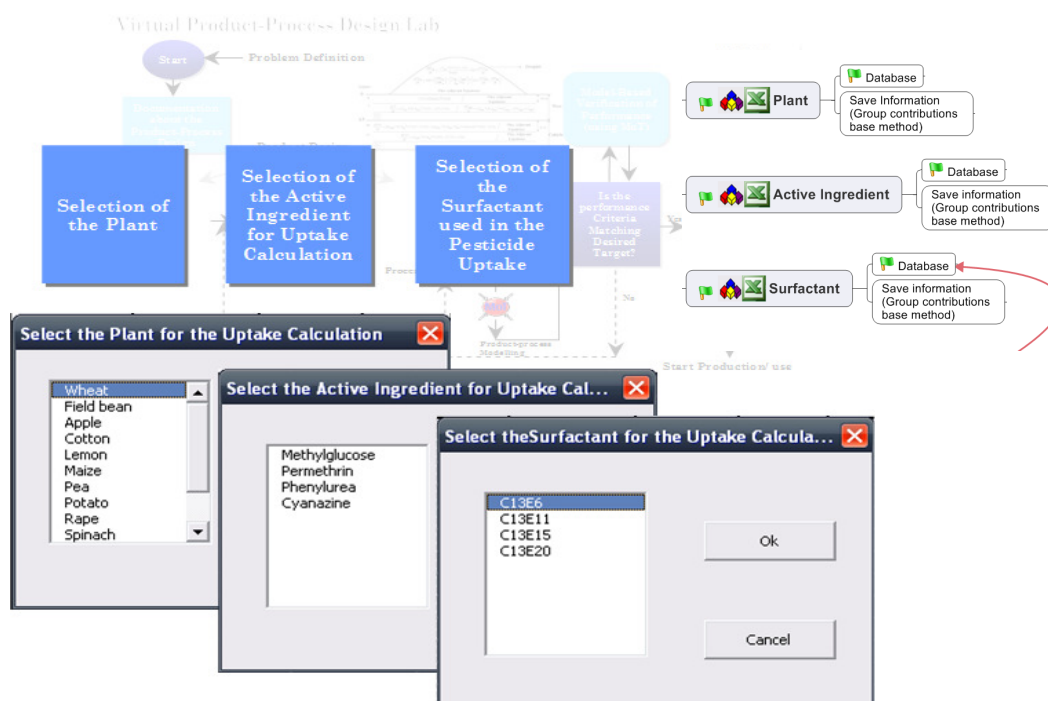 Virtual Product-Process Design Lab
Start
Problem Definition
Selection of
the Plant
Selection of
the Active
Ingredient
for Uptake
Calculation
Selection of
the
Surfactant
used in the
Pesticide
Uptake
Is the
performance
Criteria
Matching
Desired
Target?
Yes
No
Product-process
Modelling
Start Production/ use
Plant
Database
Save Information
(Group contributions
base method)
Active Ingredient
Database
Save information
(Group contributions
base method)
Surfactant
Database
Save information
(Group contributions
base method)
Select the Plant for the Uptake Calculation
Wheat
Field bean
Apple
Cotton
Lemon
Maize
Pea
Potato
Rape
Spinach
Select the Active Ingredient for Uptake Cal...
Methylglucose
Permethrin
Phenylurea
Cyanazine
Select theSurfactant for the Uptake Calcula...
C13E6
C13E11
C13E15
C13E20
Ok
Cancel